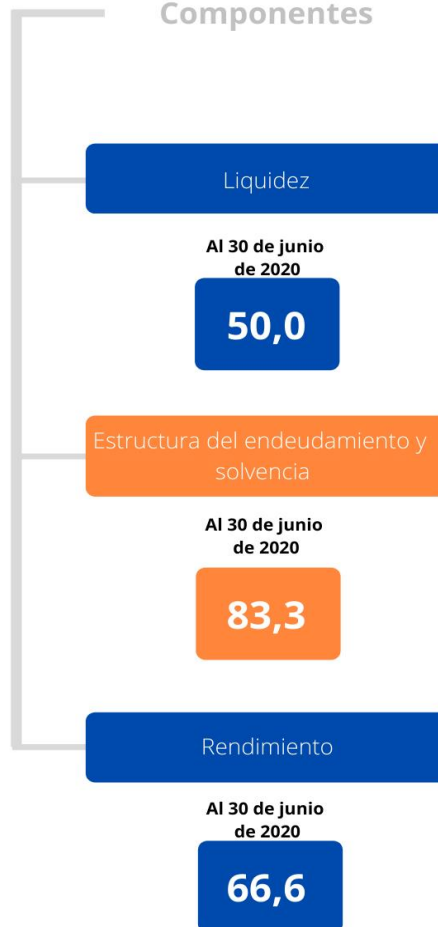 Componentes
Liquidez
Al 30 de junio
de 2020
50,0
Estructura del endeudamiento y
solvencia
Al 30 de junio
de 2020
83,3
Rendimiento
Al 30 de junio
de 2020
66,6